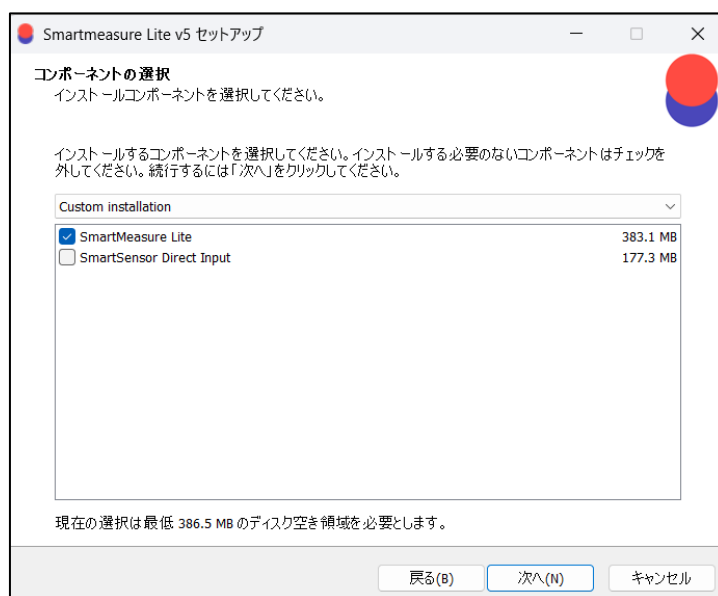 Smartmeasure Lite v5 セットアップ
コンポーネントの選択
インストールコンポーネントを選択してください。
インストールするコンポーネントを選択してください。インストールする必要のないコンポーネントはチェックを
外してください。続行するには「次へ」をクリックしてください。
Custom installation
SmartMeasure Lite 383.1 MB
SmartSensor Direct Input 177.3 MB
現在の選択は最低 386.5 MB のディスク空き領域を必要とします。
戻る(B) 次へ(N) キャンセル